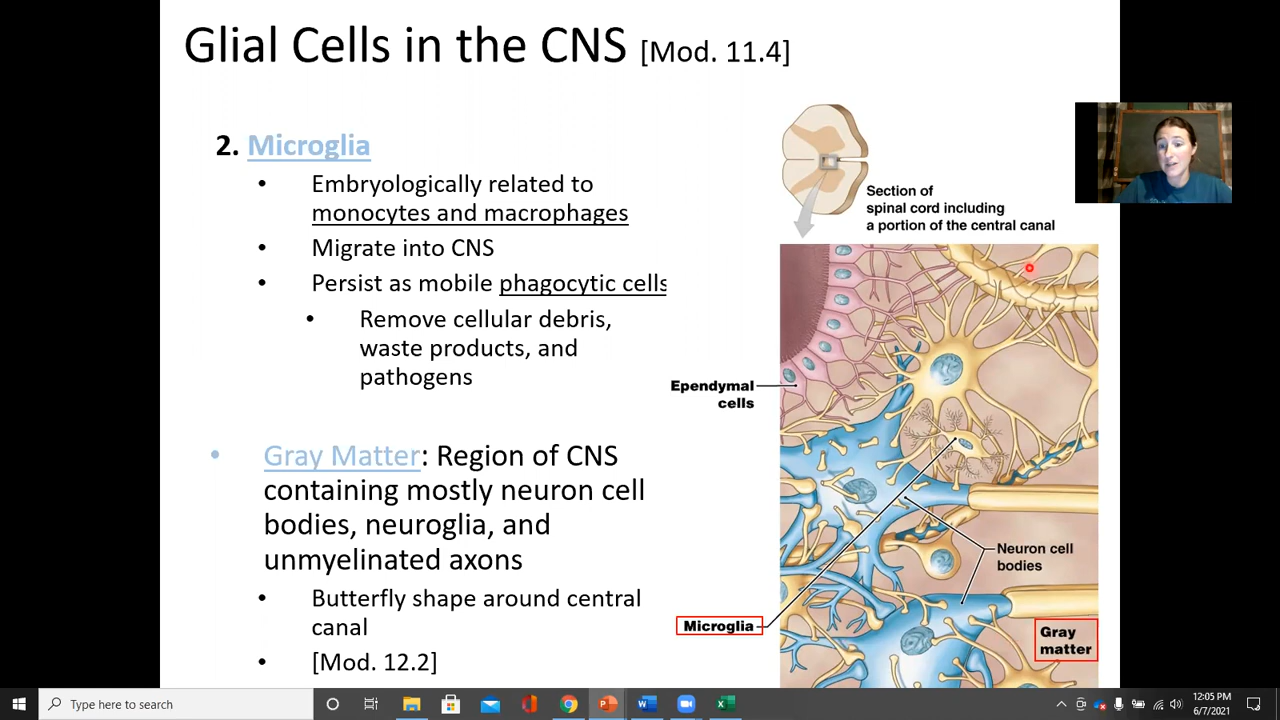 Glial Cells in the CNS [Mod. 11.4]
2. Microglia
• Embryologically related to
monocytes and macrophages
• Migrate into CNS
• Persist as mobile phagocytic cells
• Remove cellular debris,
waste products, and
pathogens
• Gray Matter: Region of CNS
containing mostly neuron cell
bodies, neuroglia, and
unmyelinated axons
• Butterfly shape around central
canal
• [Mod. 12.2]
Section of
spinal cord including
a portion of the central canal
Ependymal
cells
Neuron cell
bodies
Microglia
Gray
matter
Type here to search
12:05 PM
6/7/2021